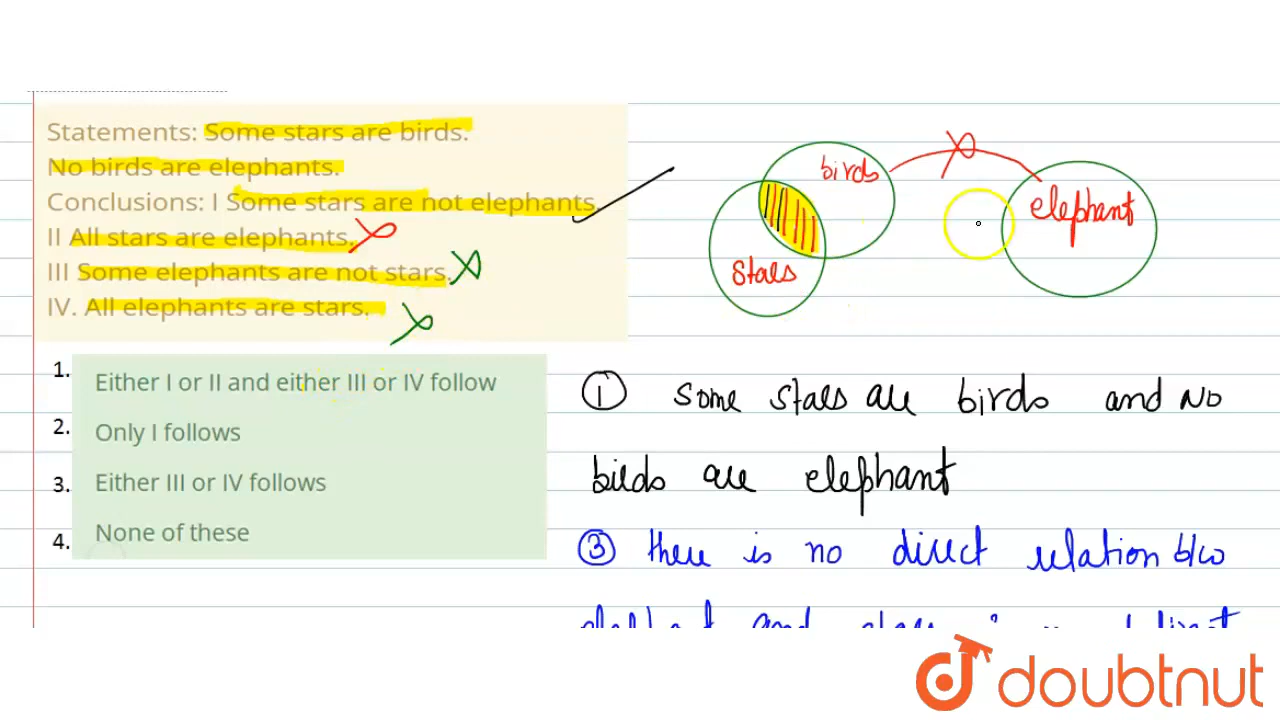 Statements: Some stars are birds.
No birds are elephants.
Conclusions: I Some stars are not elephants.
II All stars are elephants.
III Some elephants are not stars.
IV. All elephants are stars.
1. Either I or II and either III or IV follow
2. Only I follows
3. Either III or IV follows
4. None of these
birds
stars
elephant
① Some stars are birds and No
birds are elephant
③ there is no direct relation b/w
and
doubtnut